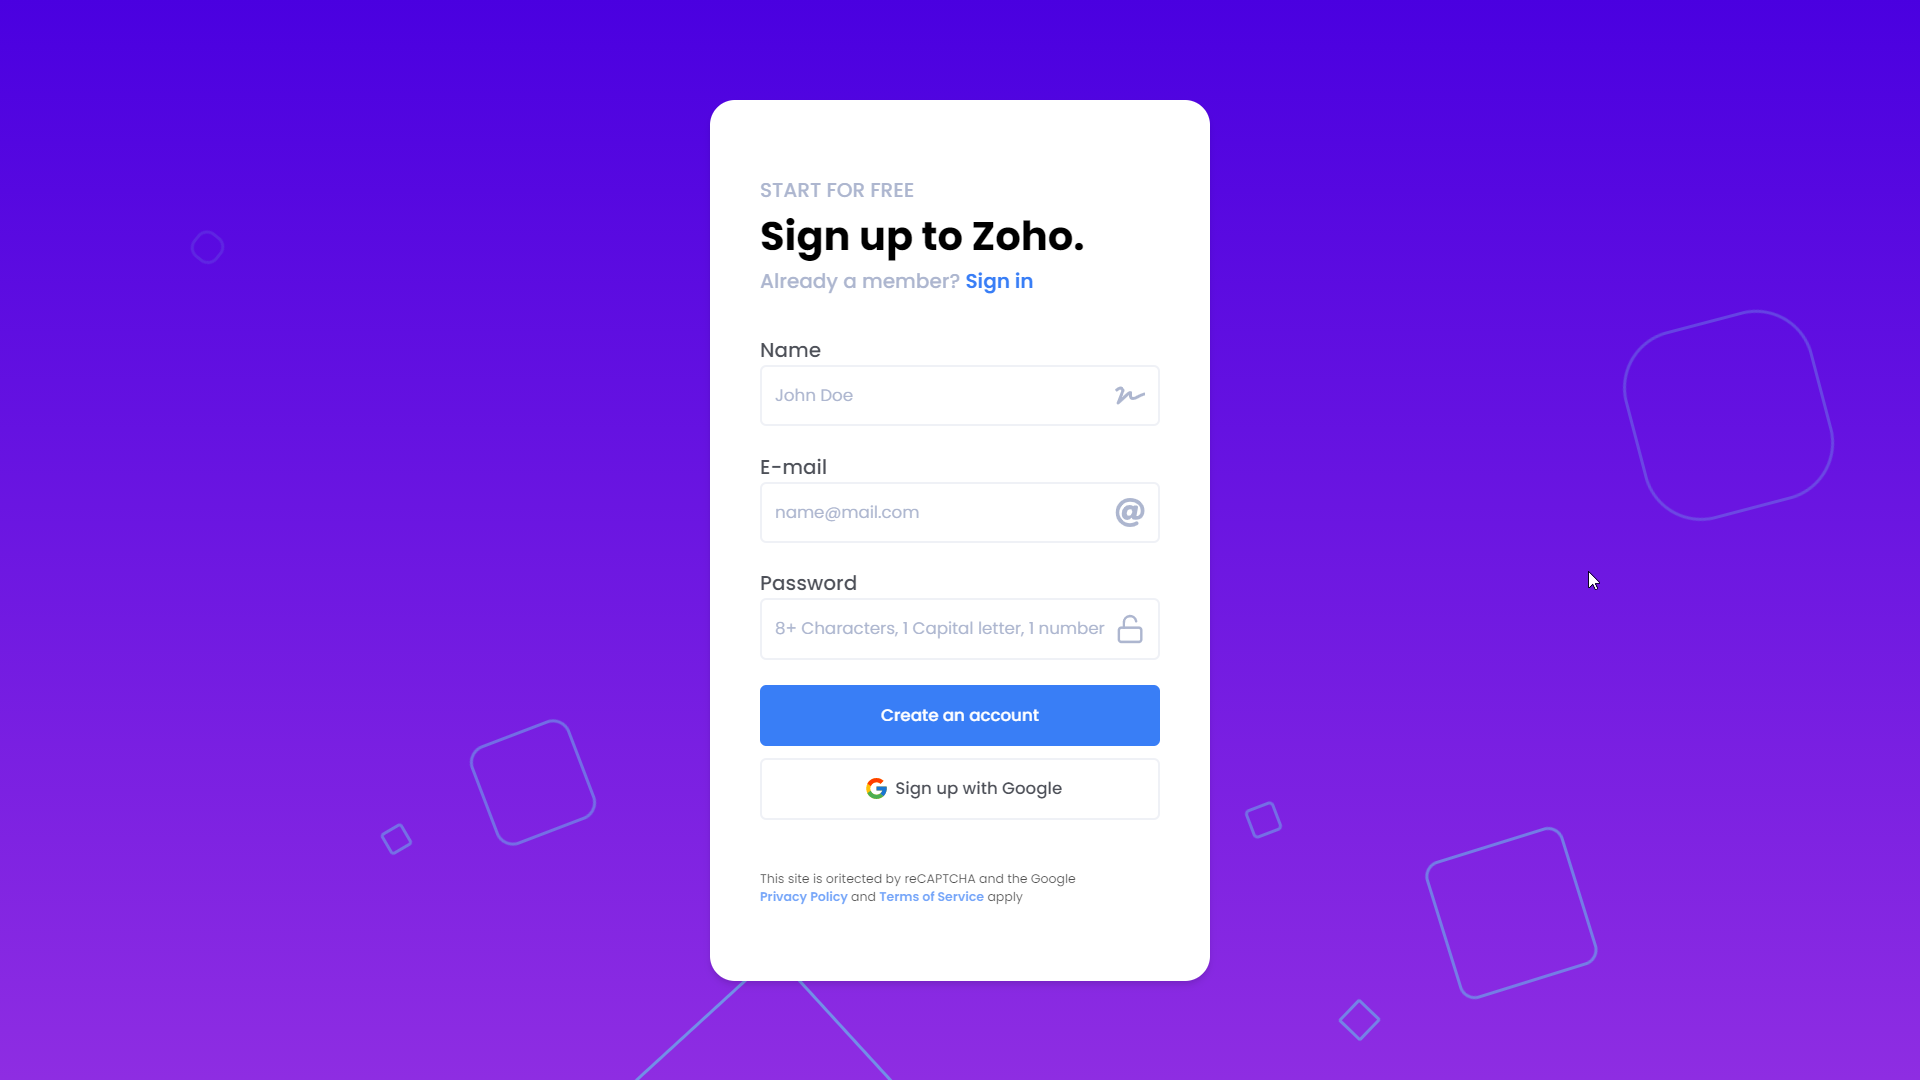 START FOR FREE
Sign up to Zoho.
Already a member? Sign in
Name
John Doe
E-mail
name@mail.com
@
Password
8+ Characters, 1 Capital letter, 1 number
Create an account
Sign up with Google
This site is oritected by reCAPTCHA and the Google
Privacy Policy and Terms of Service apply